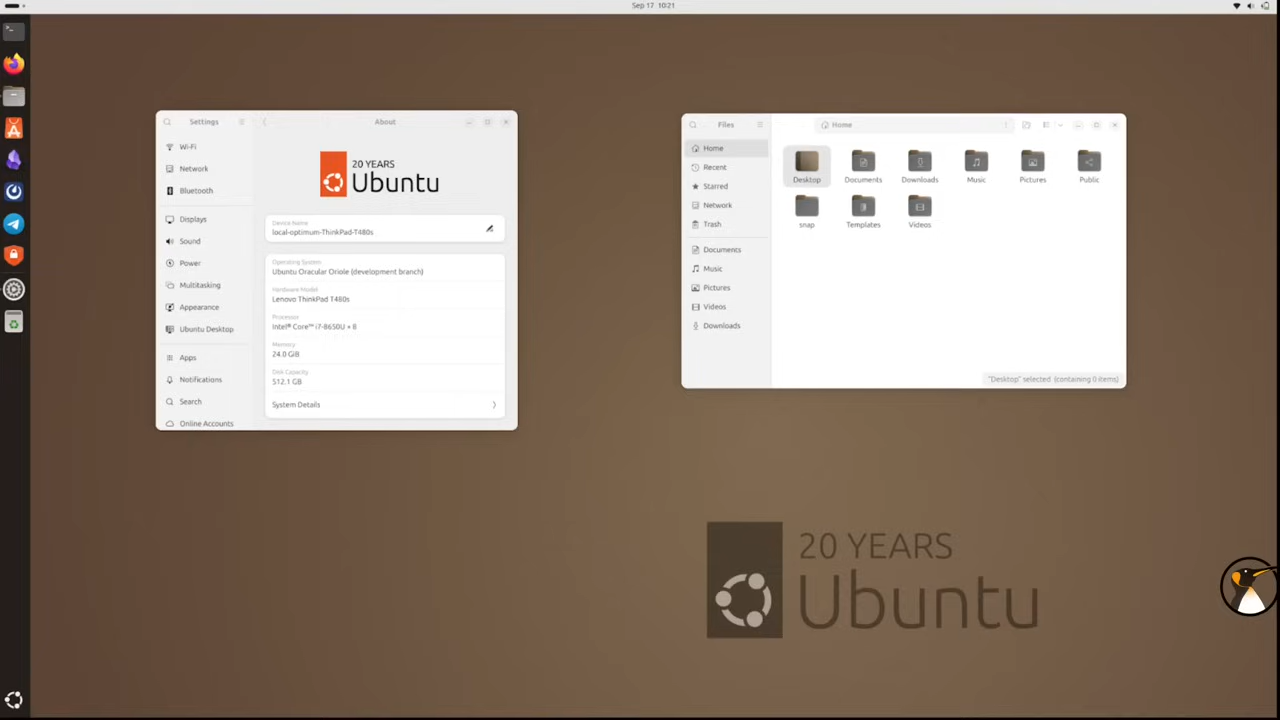 Sep 17 10:21
Settings
About
Wi-Fi
Network
Bluetooth
Displays
Sound
Power
Multitasking
Appearance
Ubuntu Desktop
Apps
Notifications
Search
Online Accounts
20 YEARS
Ubuntu
Device Name
local-optimum-ThinkPad-T480s
Operating System
Ubuntu Oracular Oriole (development branch)
Hardware Model
Lenovo ThinkPad T480s
Processor
Intel® Core™ i7-8650U × 8
Memory
24.0 GiB
Disk Capacity
512.1 GB
System Details
Files
Home
Home
Recent
Starred
Network
Trash
Documents
Music
Pictures
Videos
Downloads
Desktop
Documents
Downloads
Music
Pictures
Public
snap
Templates
Videos
"Desktop" selected (containing 0 items)
20 YEARS
Ubuntu